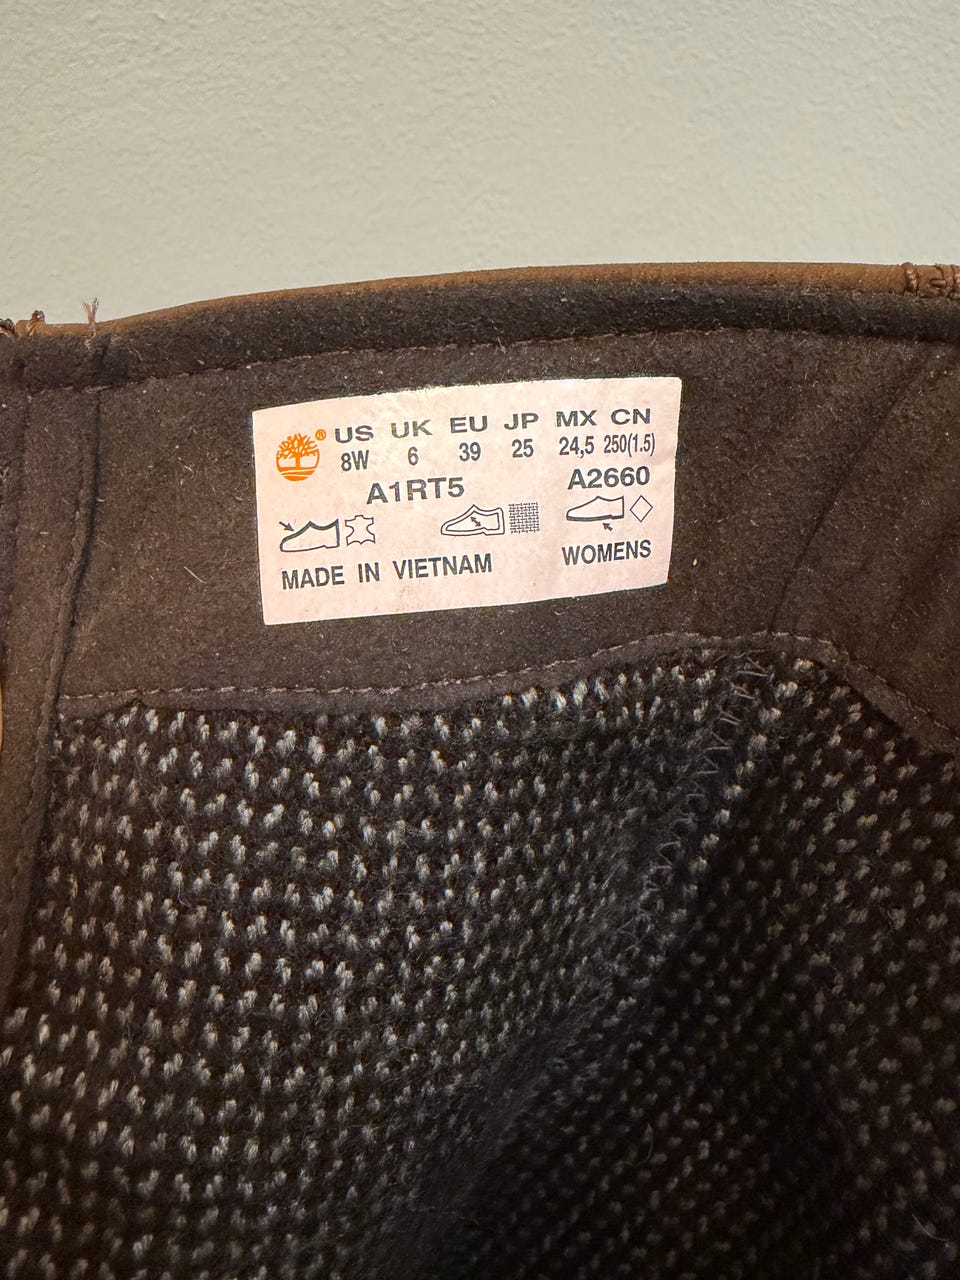 ® US UK EU JP MX CN
8W 6 39 25 24,5 250(1.5)
A1RT5 A2660
MADE IN VIETNAM WOMENS